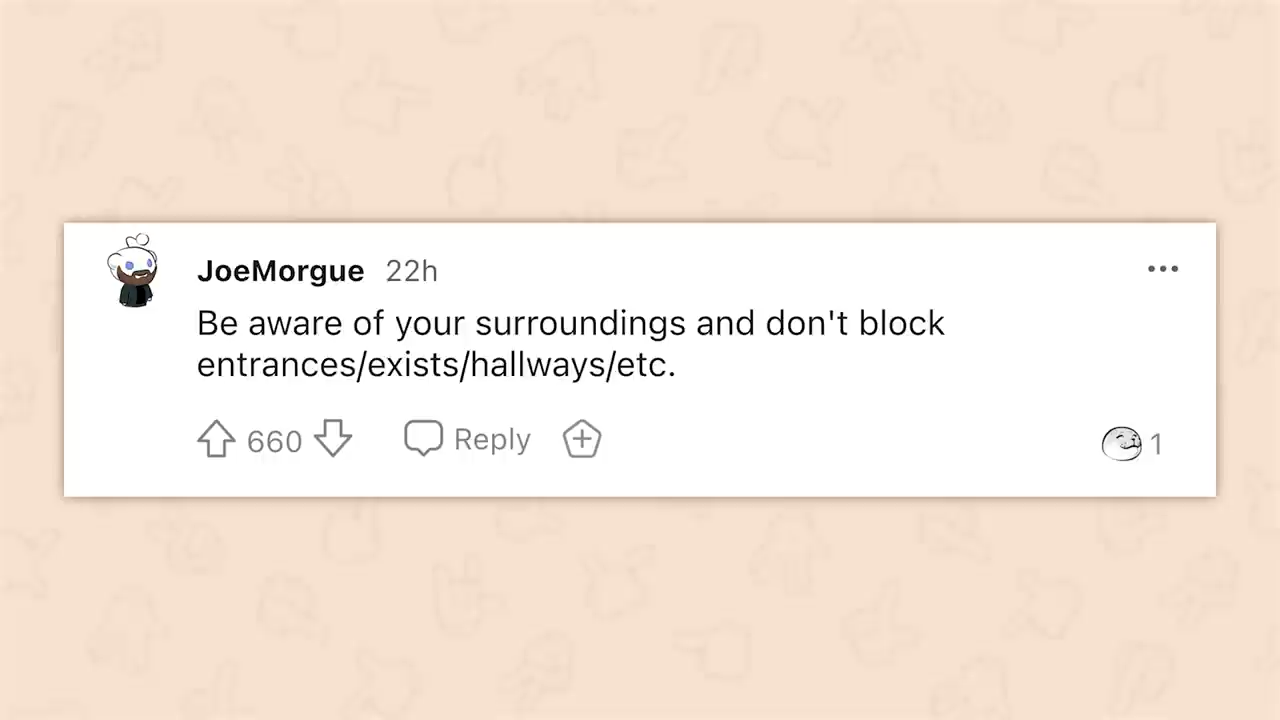 JoeMorgue 22h
Be aware of your surroundings and don't block
entrances/exists/hallways/etc.
660 Reply 1